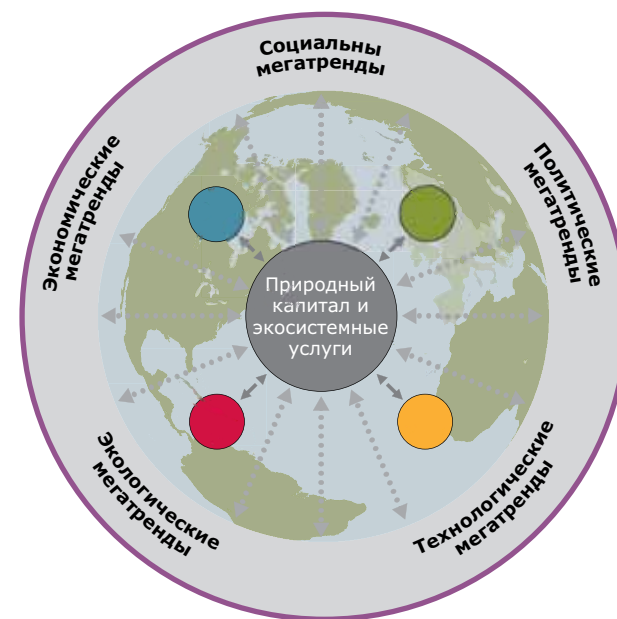 Социальны
мегатренды
Экономические
мегатренды
Политические
мегатренды
Природный
капитал и
экосистемные
услуги
Экологические
мегатренды
Технологические
мегатренды